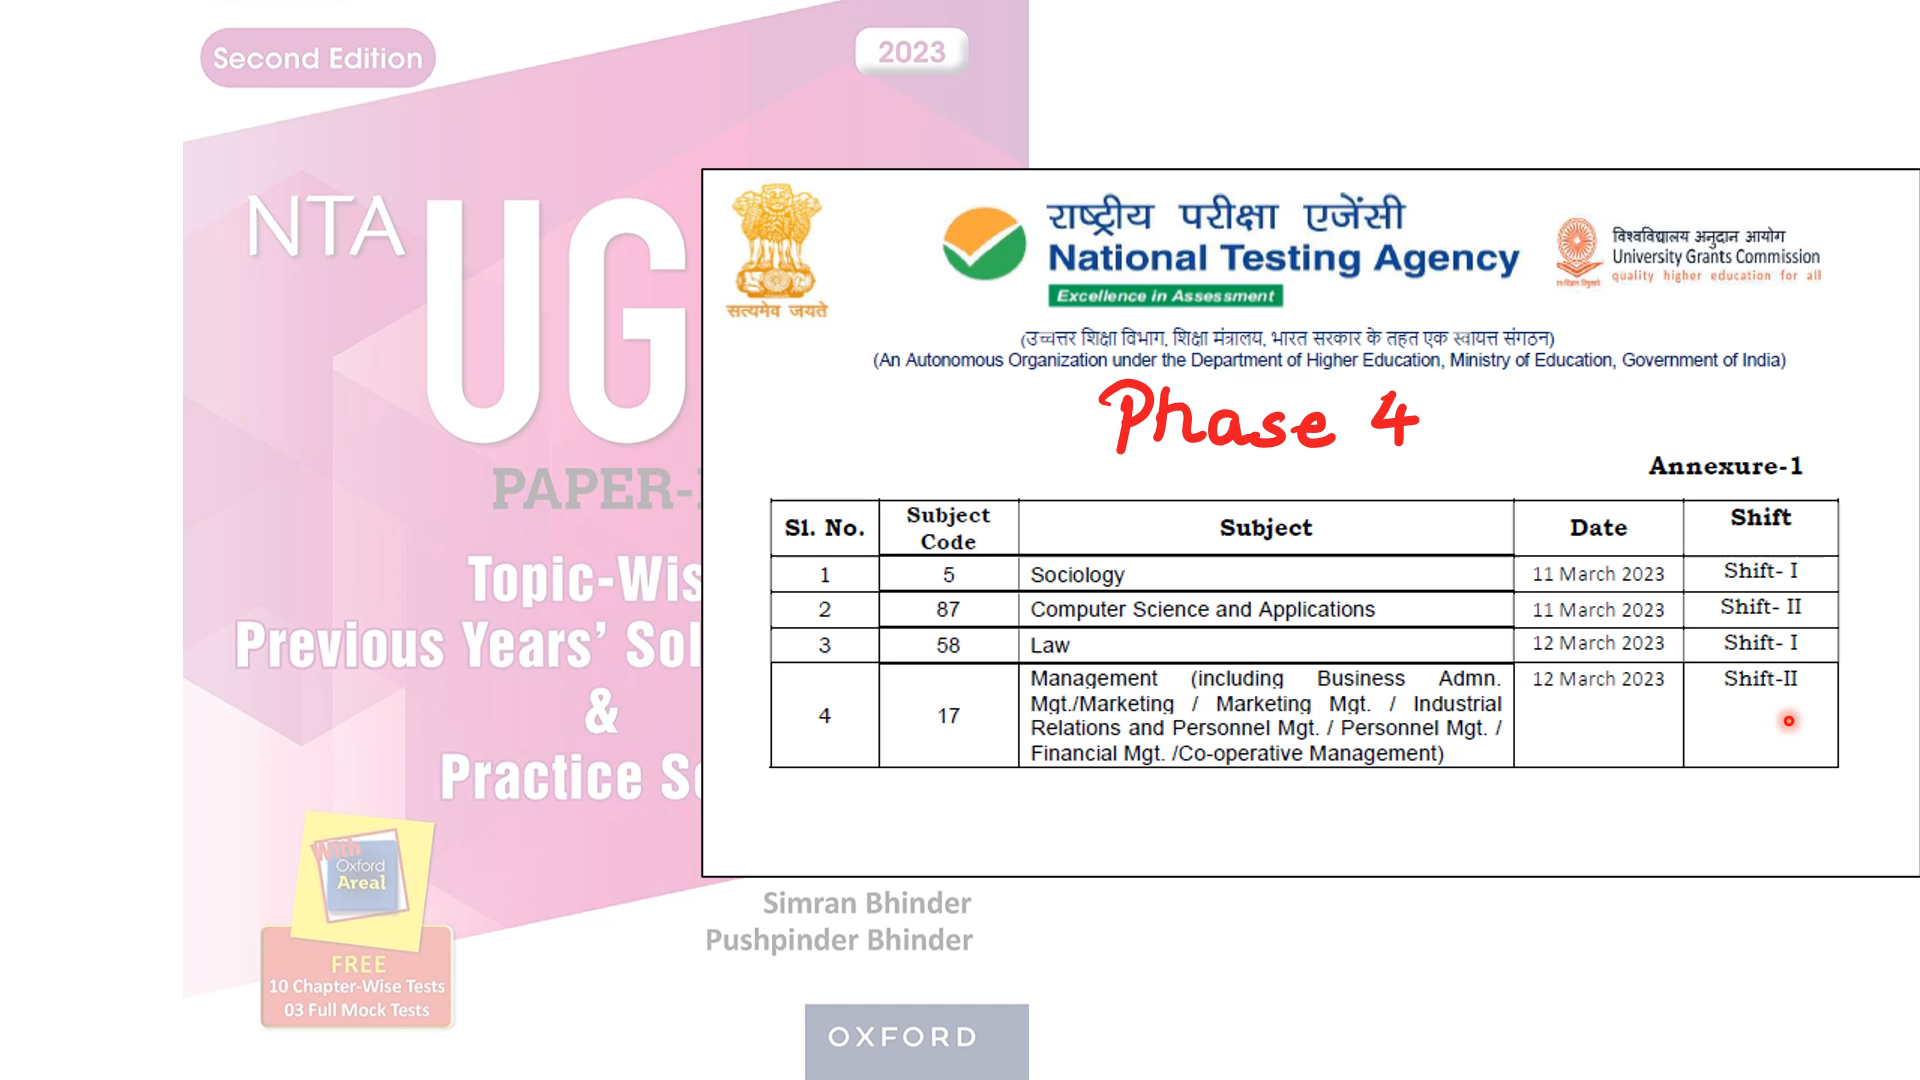 Second Edition
2023
NTA UG
PAPER-
Topic-Wis
Previous Years’ Sol
&
Practice Se
With
Oxford
Areal
FREE
10 Chapter-Wise Tests
03 Full Mock Tests
Simran Bhinder
Pushpinder Bhinder
OXFORD
सत्यमेव जयते
राष्ट्रीय परीक्षा एजेंसी
National Testing Agency
Excellence in Assessment
विश्वविद्यालय अनुदान आयोग
University Grants Commission
quality higher education for all
(उच्चत्तर शिक्षा विभाग, शिक्षा मंत्रालय, भारत सरकार के तहत एक स्वायत्त संगठन)
(An Autonomous Organization under the Department of Higher Education, Ministry of Education, Government of India)
Phase 4
Annexure-1
Sl. No. Subject Code Subject Date Shift
1 5 Sociology 11 March 2023 Shift- I
2 87 Computer Science and Applications 11 March 2023 Shift- II
3 58 Law 12 March 2023 Shift- I
4 17 Management (including Business Admn. 12 March 2023 Shift-II
Mgt./Marketing / Marketing Mgt. / Industrial
Relations and Personnel Mgt. / Personnel Mgt. /
Financial Mgt. /Co-operative Management)